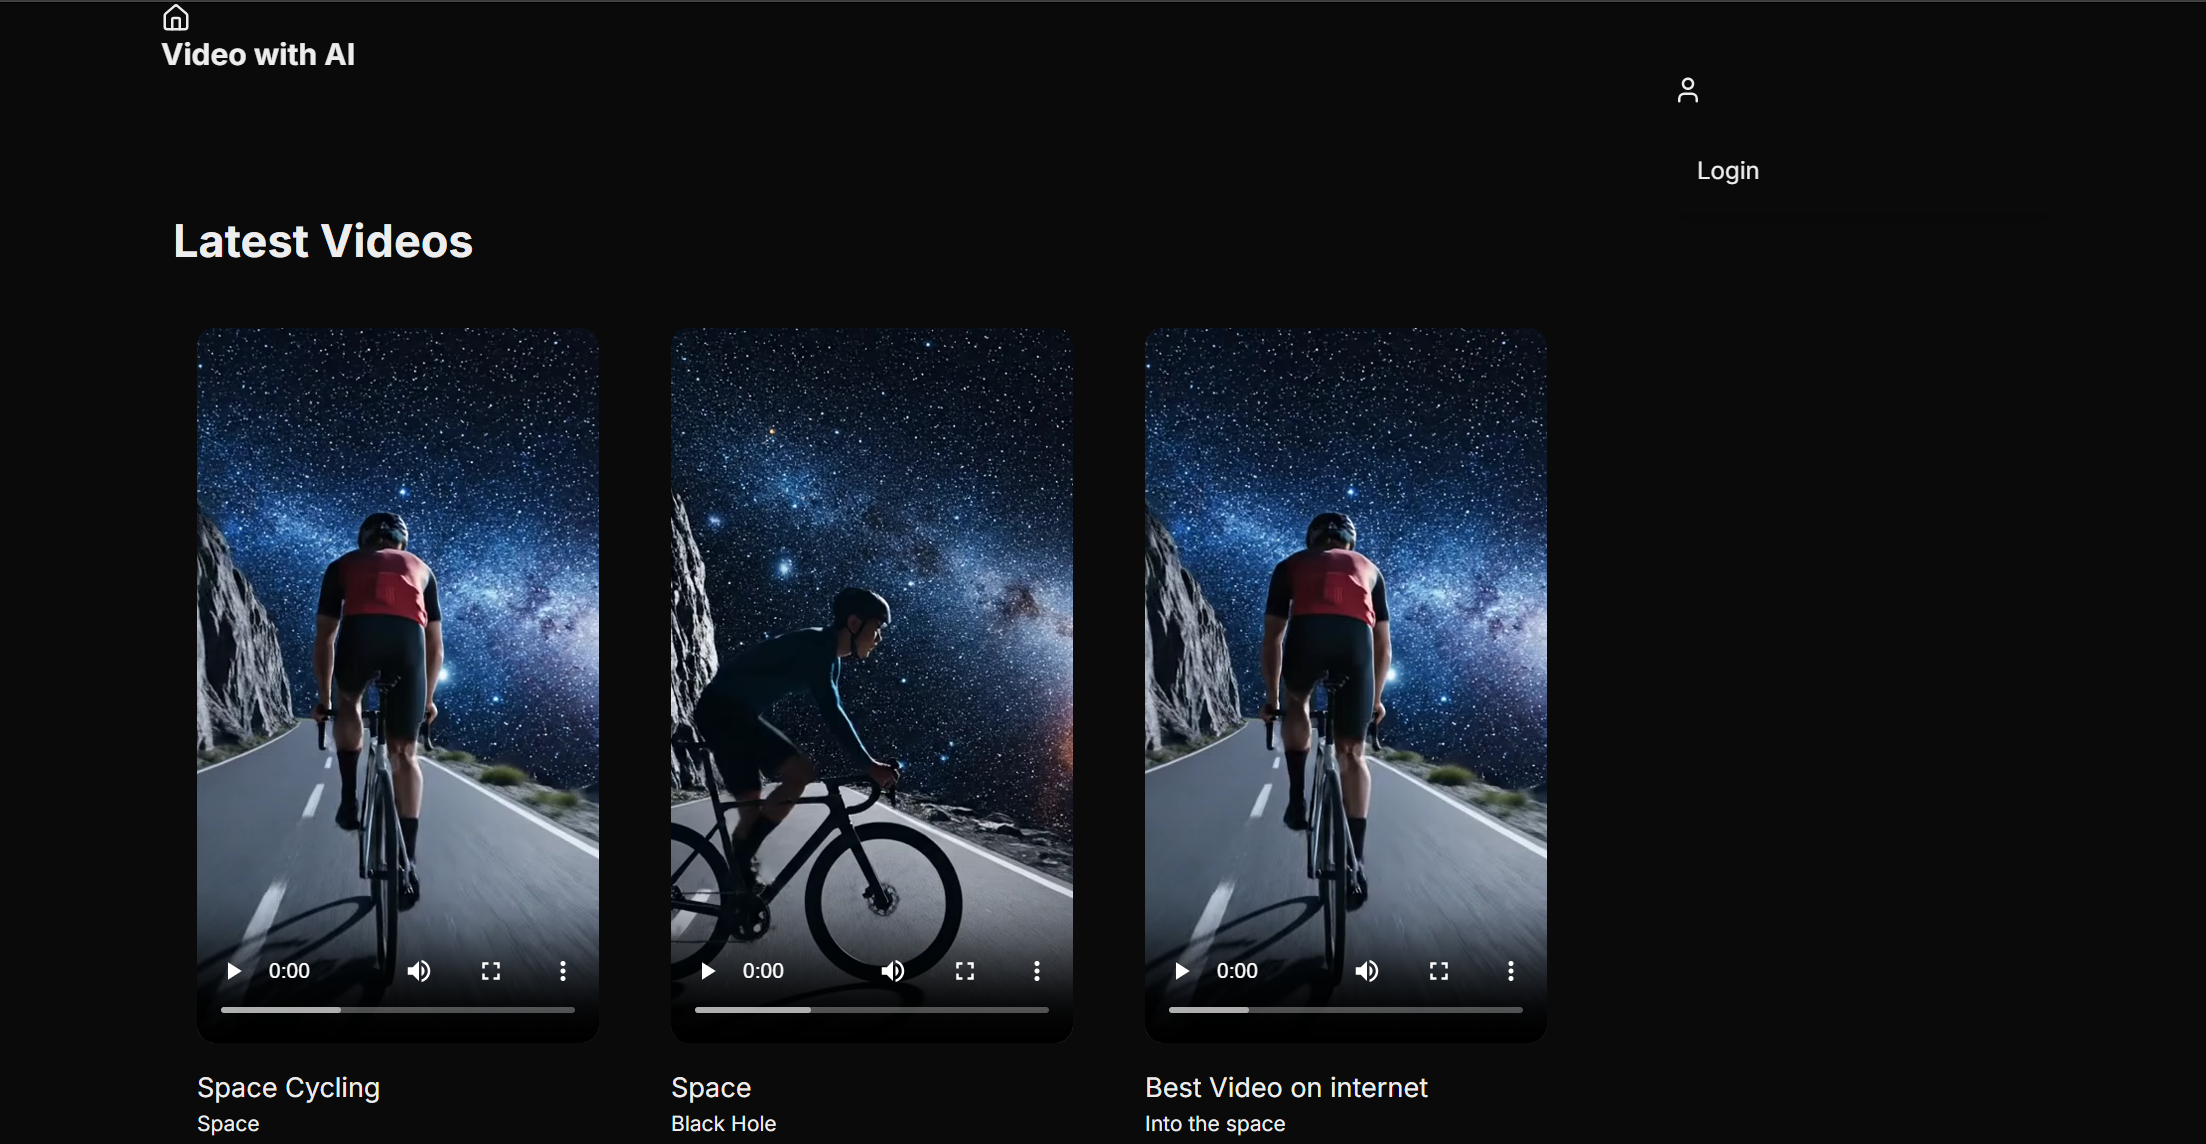 Video with AI
Login
Latest Videos
0:00
0:00
0:00
Space Cycling
Space
Space
Black Hole
Best Video on internet
Into the space